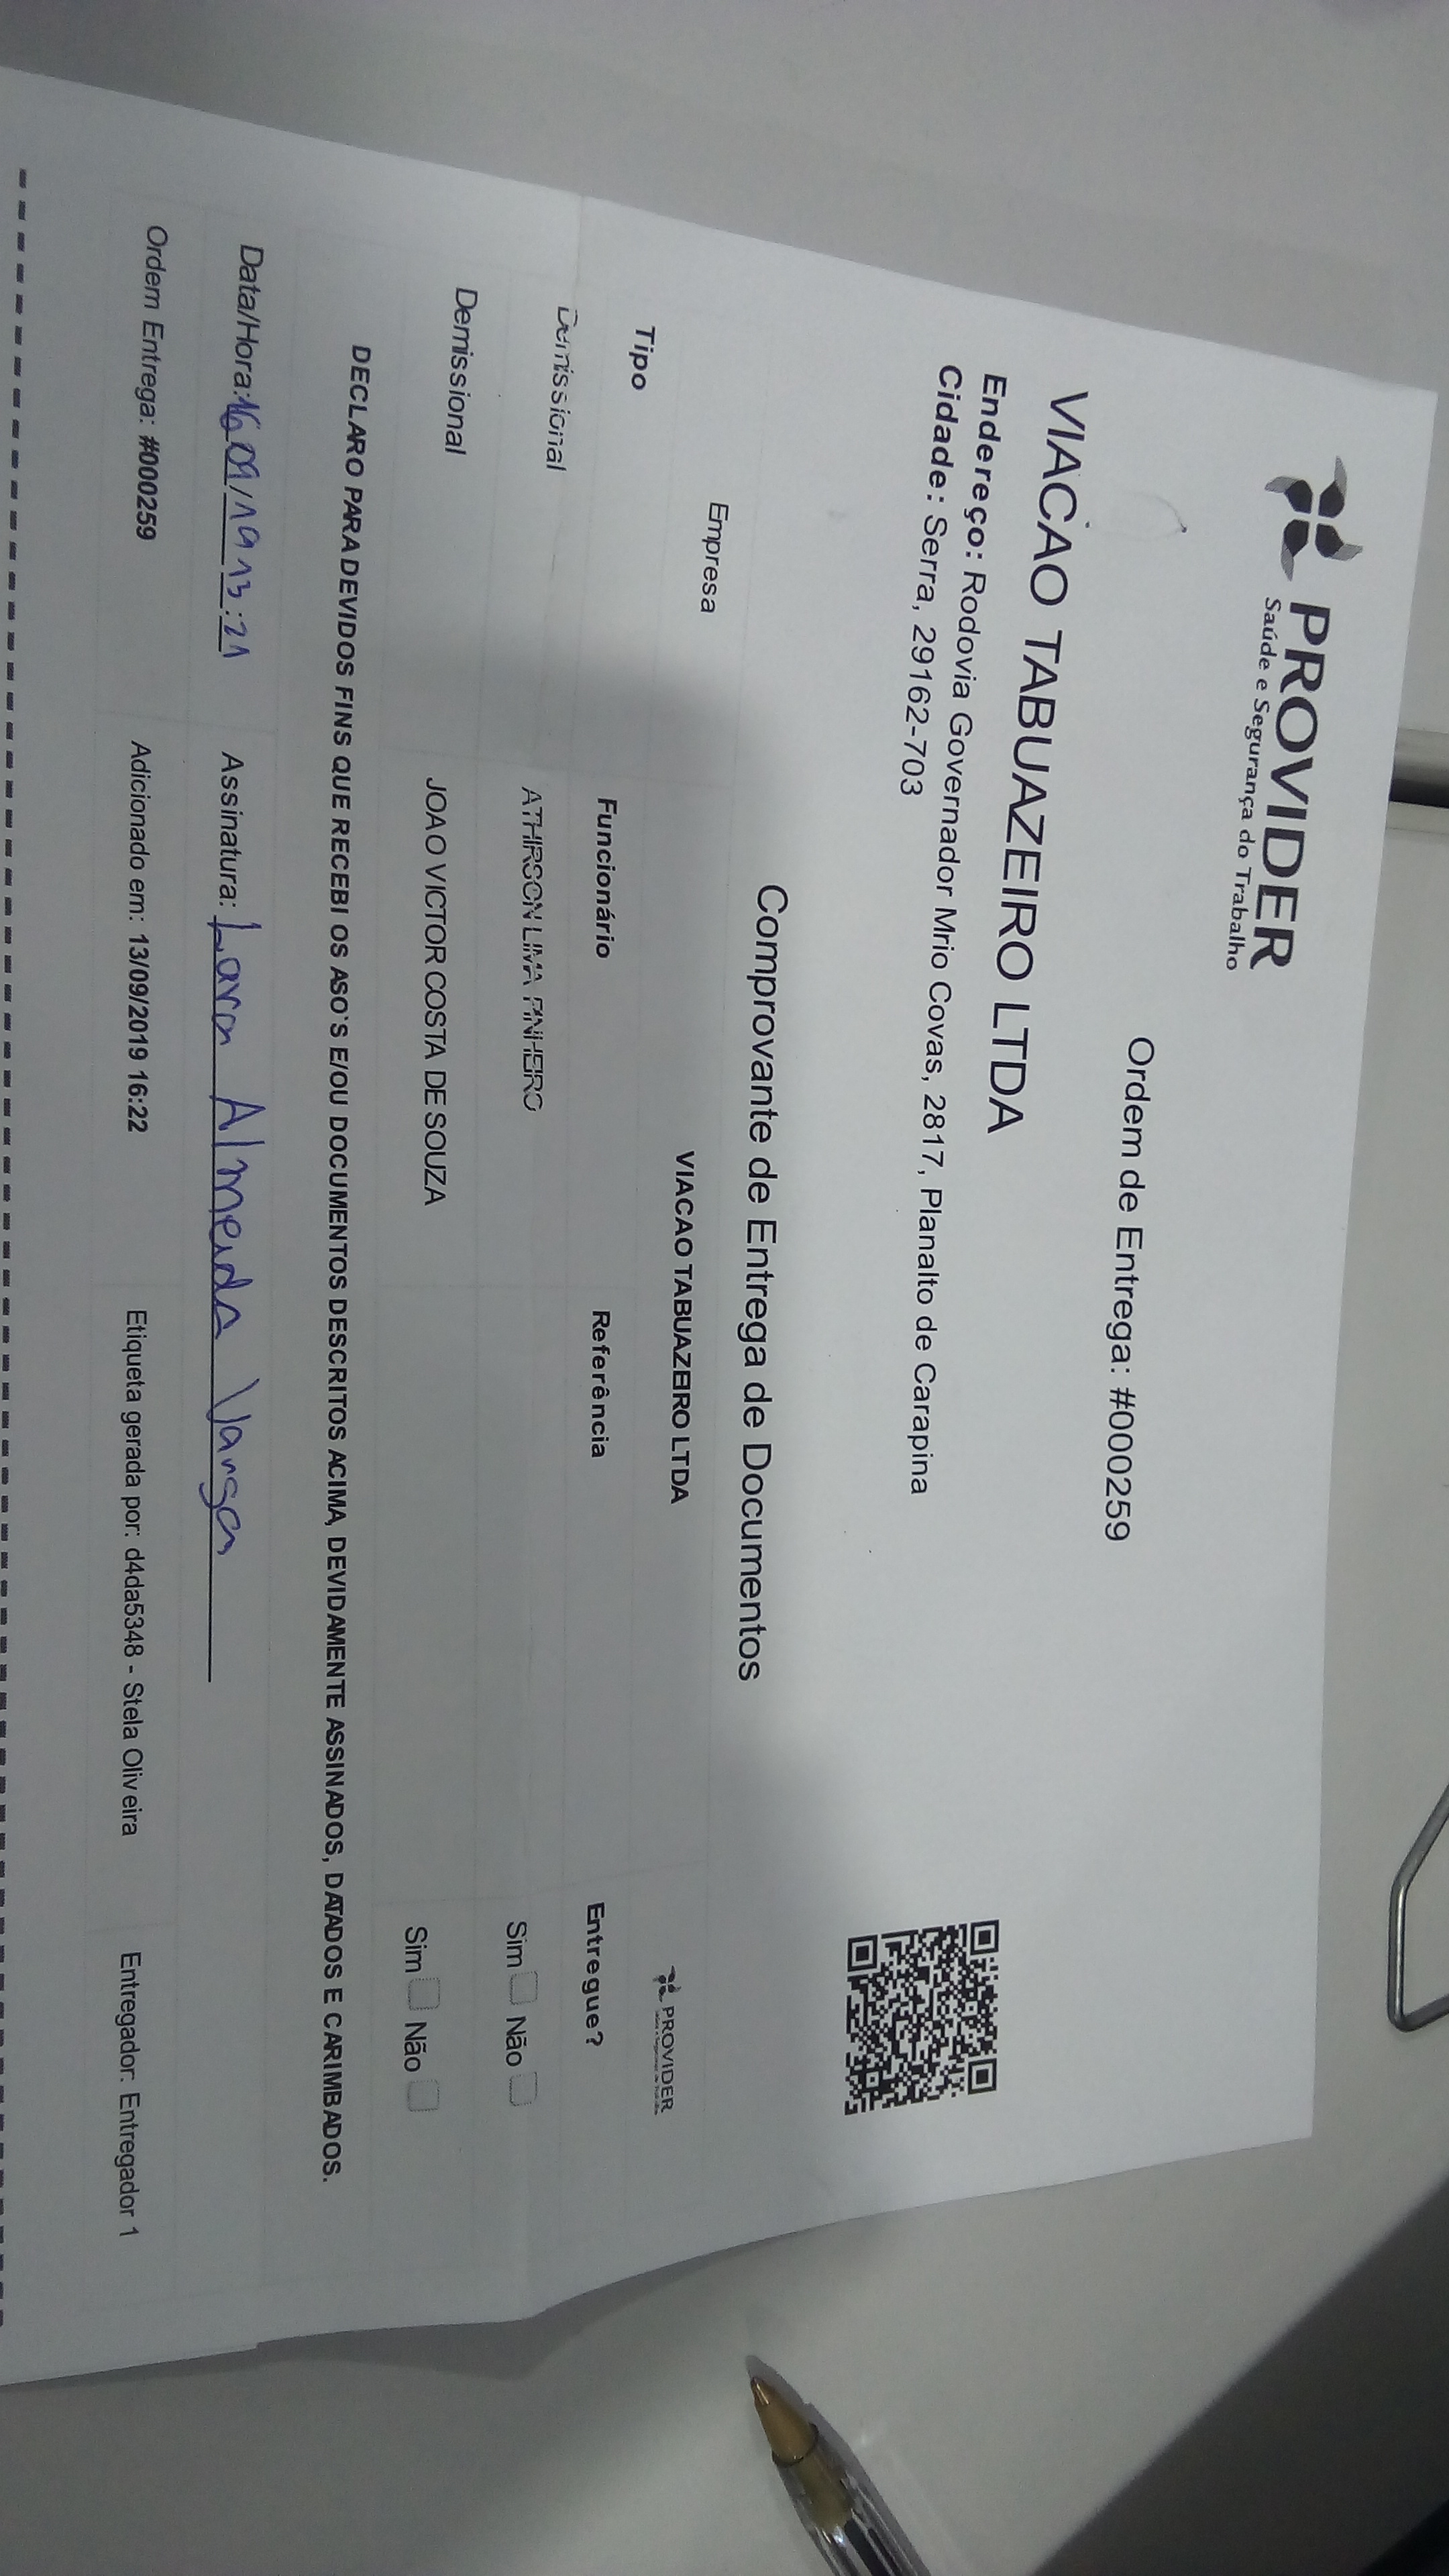 PROVIDER
Saúde e Segurança do Trabalho
Ordem de Entrega: #000259
VIACAO TABUAZEIRO LTDA
Endereço: Rodovia Governador Mrio Covas, 2817, Planalto de Carapina
Cidade: Serra, 29162-703
Comprovante de Entrega de Documentos
Empresa VIACAO TABUAZEIRO LTDA PROVIDER
Tipo Funcionário Referência Entregue?
Demissional ATHIRSON LIMA PINHEIRO Sim Não
Demissional JOAO VICTOR COSTA DE SOUZA Sim Não
DECLARO PARA DEVIDOS FINS QUE RECEBI OS ASO'S E/OU DOCUMENTOS DESCRITOS ACIMA, DEVIDAMENTE ASSINADOS, DATADOS E CARIMBADOS.
Data/Hora: 16/09/19 13:21 Assinatura: Lara Almeida Vargas
Ordem Entrega: #000259 Adicionado em: 13/09/2019 16:22 Etiqueta gerada por: d4da5348 - Stela Oliveira Entregador: Entregador 1